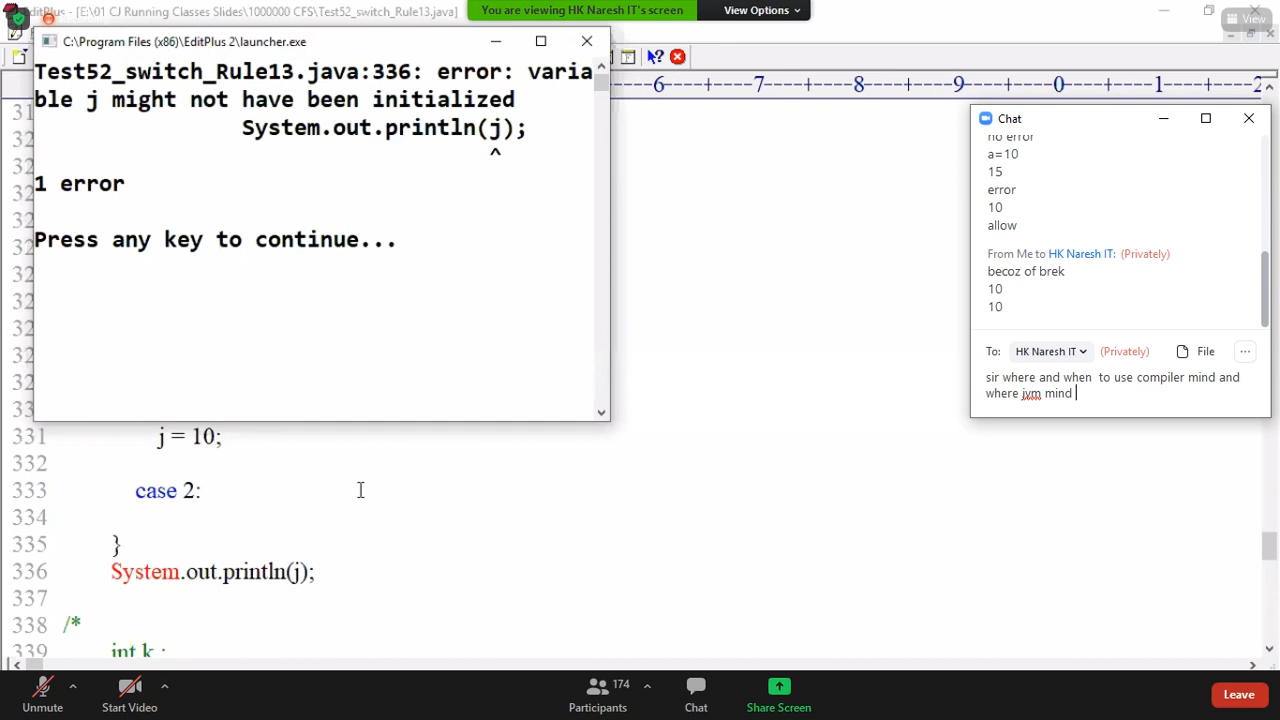 EditPlus - [E:\01 CJ Running Classes Slides\1000000 CFS\Test52_switch_Rule13.java]
You are viewing HK Naresh IT's screen
View Options
View
C:\Program Files (x86)\EditPlus 2\launcher.exe
Test52_switch_Rule13.java:336: error: varia
ble j might not have been initialized
System.out.println(j);
^
1 error
Press any key to continue...
-----6----+----7----+----8----+----9----+----0----+----1----+----2
331 j = 10;
332
333 case 2:
334
335 }
336 System.out.println(j);
337
338 /*
339 int k ;
Chat
no error
a=10
15
error
10
allow
From Me to HK Naresh IT: (Privately)
becoz of brek
10
10
To: HK Naresh IT (Privately) File ...
sir where and when to use compiler mind and
where jvm mind
Unmute
Start Video
174
Participants
Chat
Share Screen
Leave